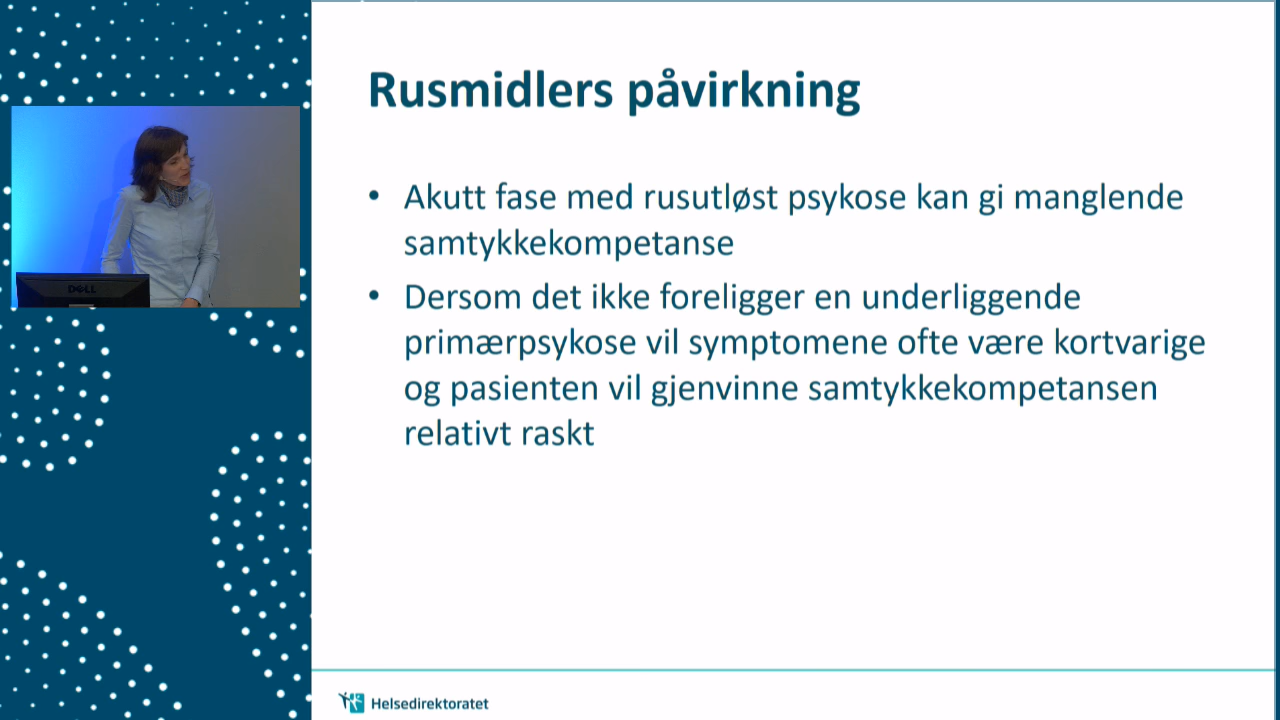 Rusmidlers påvirkning
• Akutt fase med rusutløst psykose kan gi manglende
samtykkekompetanse
• Dersom det ikke foreligger en underliggende
primærpsykose vil symptomene ofte være kortvarige
og pasienten vil gjenvinne samtykkekompetansen
relativt raskt
DELL
Helsedirektoratet